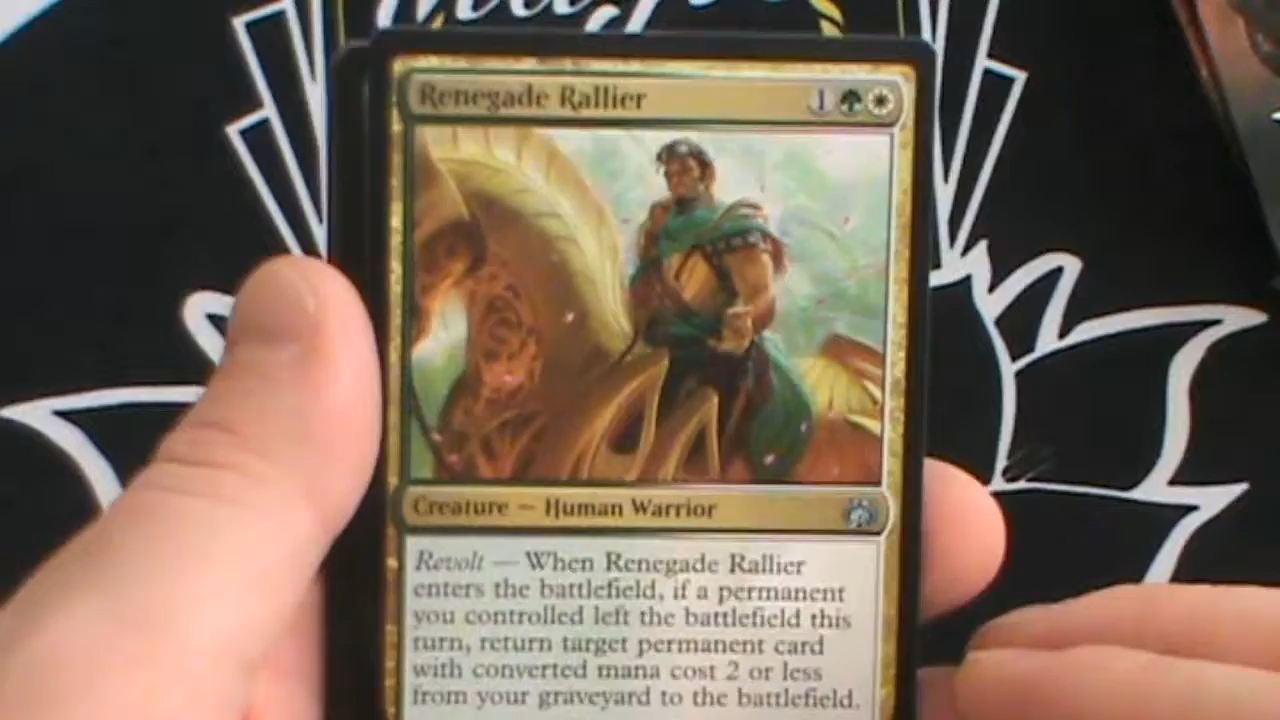 Renegade Rallier 1
Creature — Human Warrior
Revolt — When Renegade Rallier
enters the battlefield, if a permanent
you controlled left the battlefield this
turn, return target permanent card
with converted mana cost 2 or less
from your graveyard to the battlefield.